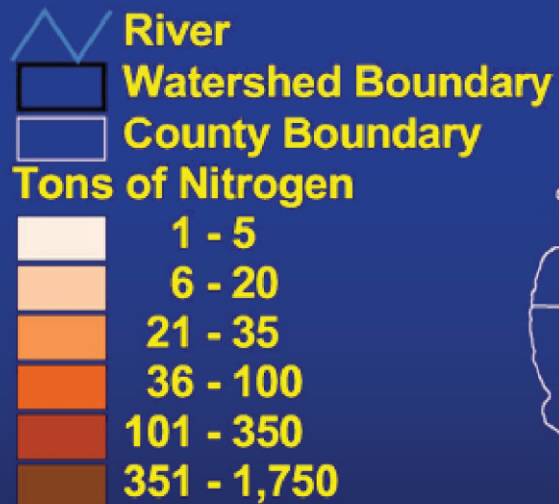 River
Watershed Boundary
County Boundary
Tons of Nitrogen
1 - 5
6 - 20
21 - 35
36 - 100
101 - 350
351 - 1,750